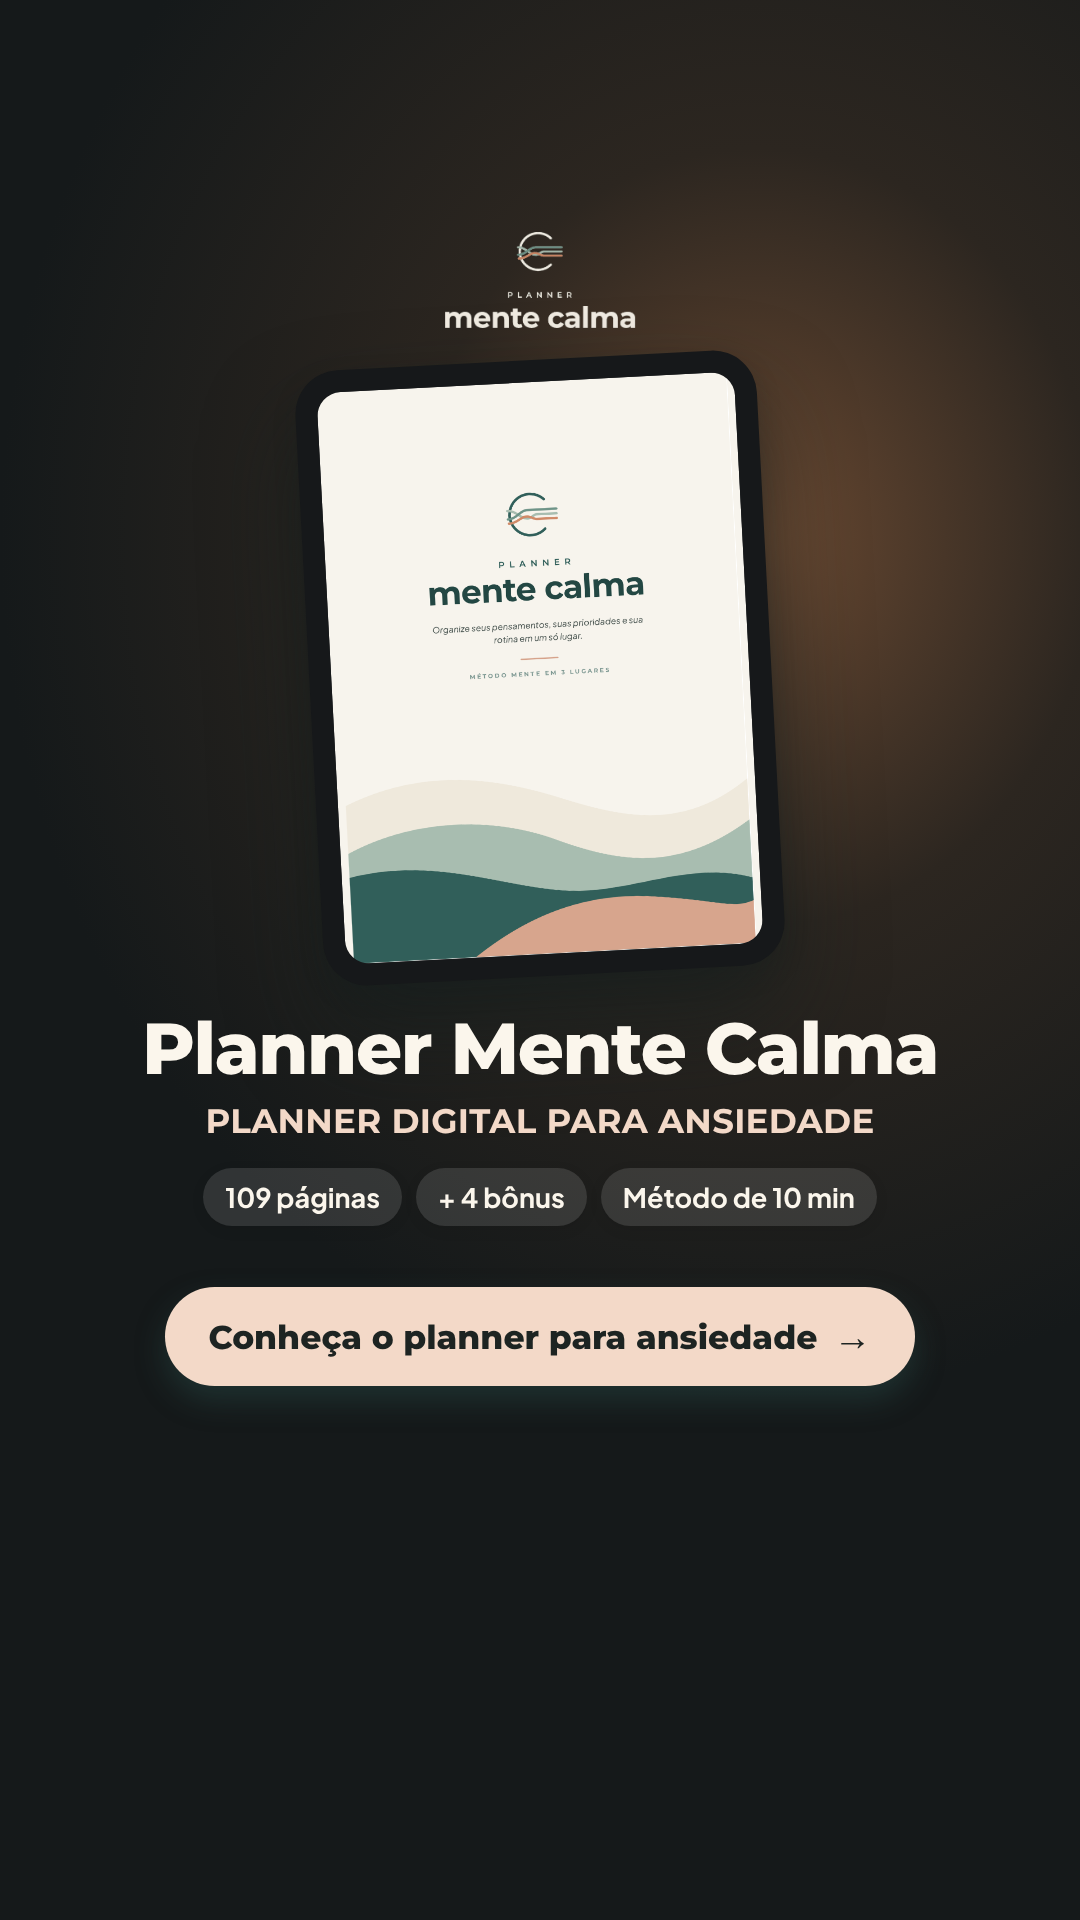 PLANNER
mente calma
PLANNER
mente calma
Organize seus pensamentos, suas prioridades e sua
rotina em um só lugar.
MÉTODO MENTE EM 3 LUGARES
Planner Mente Calma
PLANNER DIGITAL PARA ANSIEDADE
109 páginas + 4 bônus Método de 10 min
Conheça o planner para ansiedade →